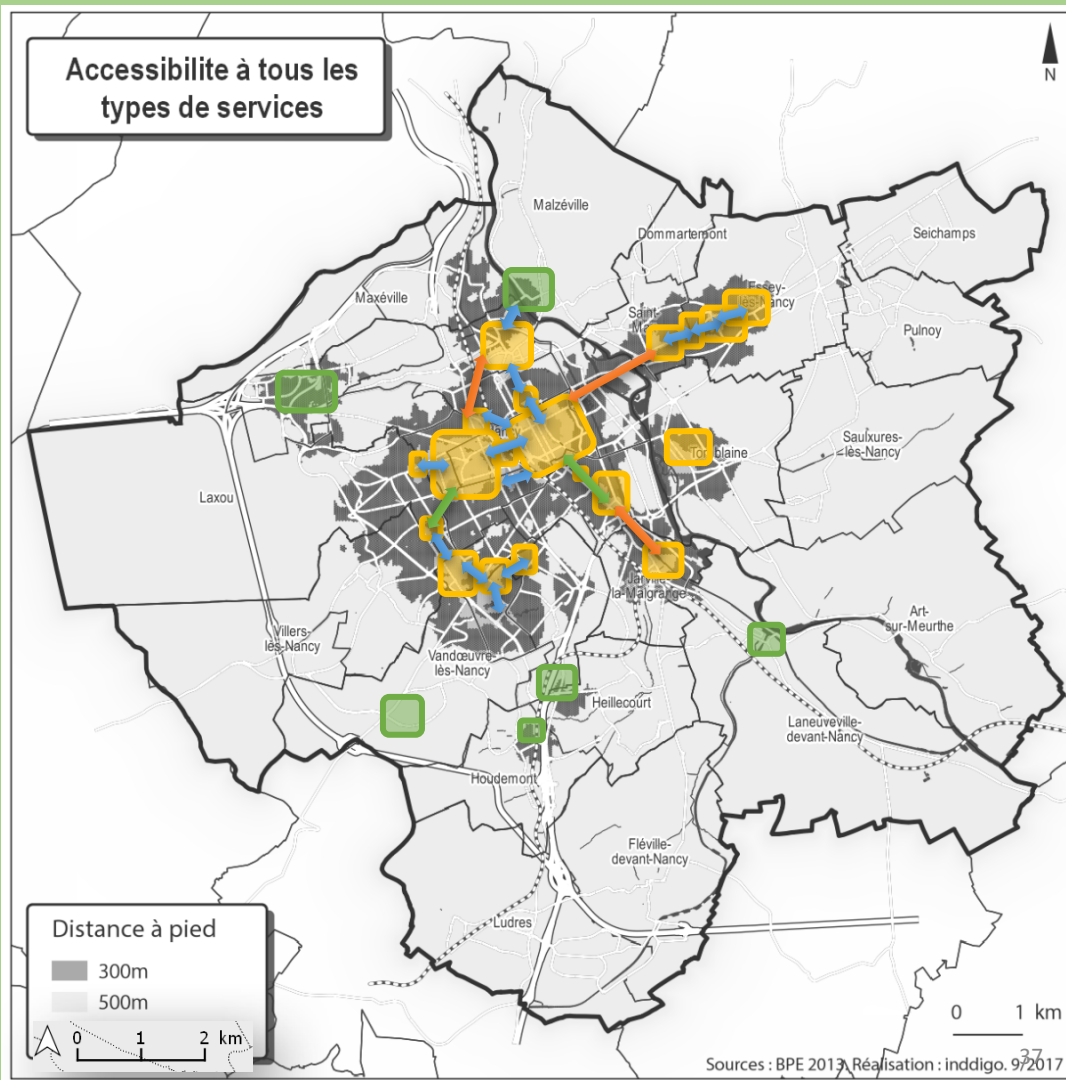 Accessibilite à tous les
types de services
N
Malzéville
Dommartemont
Seichamps
Maxéville
Essey-
lès-Nancy
Saint-
Pulnoy
Nancy
Tomblaine
Saulxures-
lès-Nancy
Laxou
Jarville-
la-Malgrange
Art-
sur-Meurthe
Villers-
lès-Nancy
Vandœuvre-
lès-Nancy
Heillecourt
Laneuveville-
devant-Nancy
Houdemont
Fléville-
devant-Nancy
Ludres
Distance à pied
300m
500m
0 1 2 km
0 1 km
37
Sources : BPE 2013. Réalisation : inddigo. 9/2017